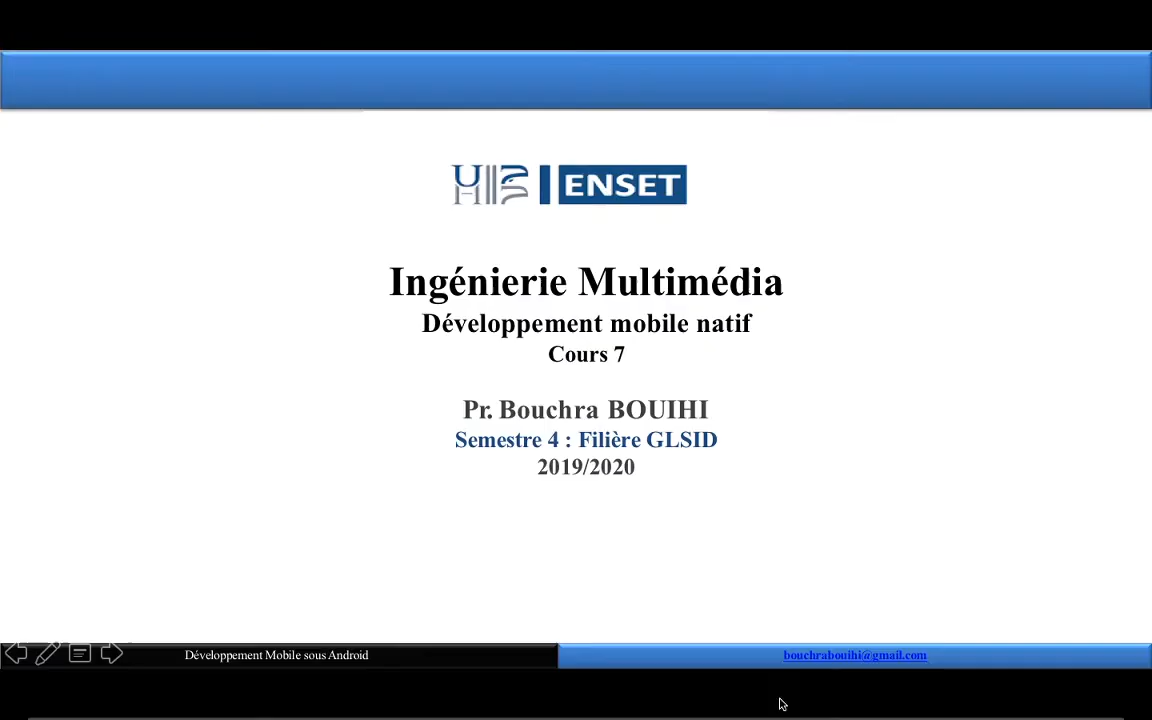 UH2 ENSET
Ingénierie Multimédia
Développement mobile natif
Cours 7
Pr. Bouchra BOUIHI
Semestre 4 : Filière GLSID
2019/2020
Développement Mobile sous Android
bouchrabouihi@gmail.com